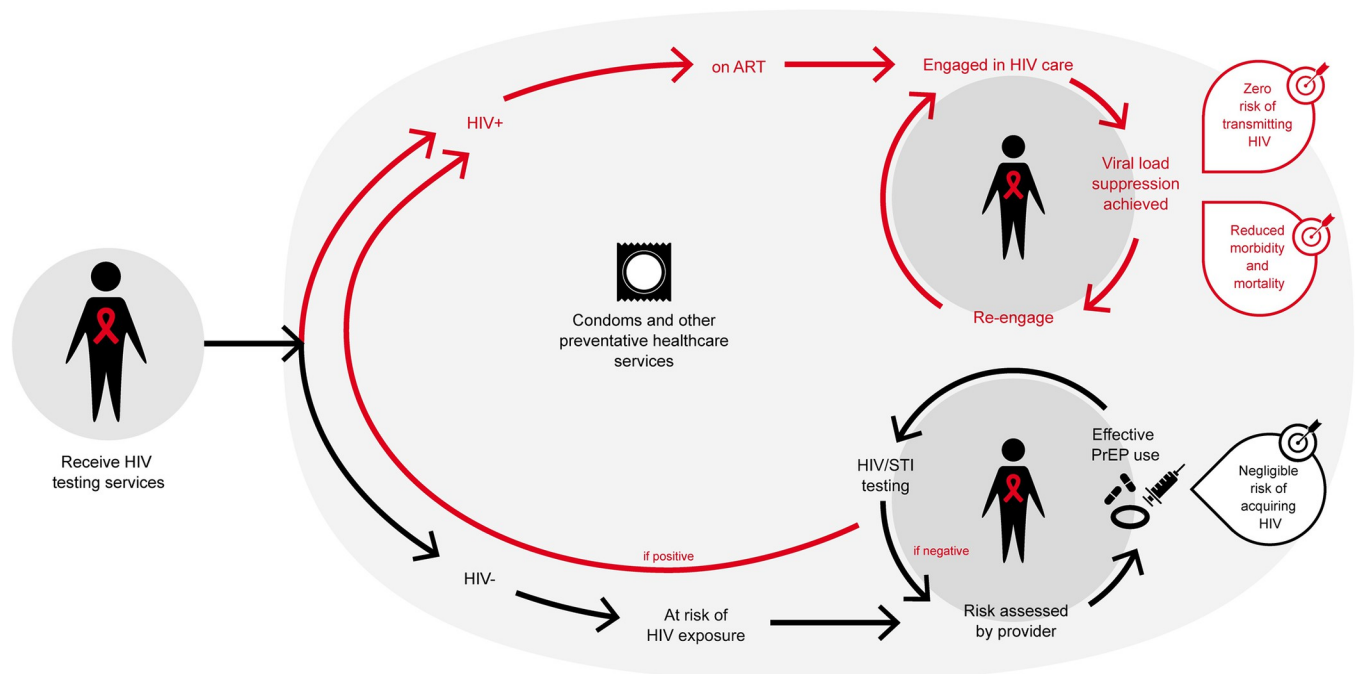 Receive HIV
testing services
HIV+
on ART
Engaged in HIV care
Viral load
suppression
achieved
Re-engage
Zero
risk of
transmitting
HIV
Reduced
morbidity
and
mortality
Condoms and other
preventative healthcare
services
HIV-
At risk of
HIV exposure
Risk assessed
by provider
Effective
PrEP use
HIV/STI
testing
if negative
if positive
Negligible
risk of
acquiring
HIV